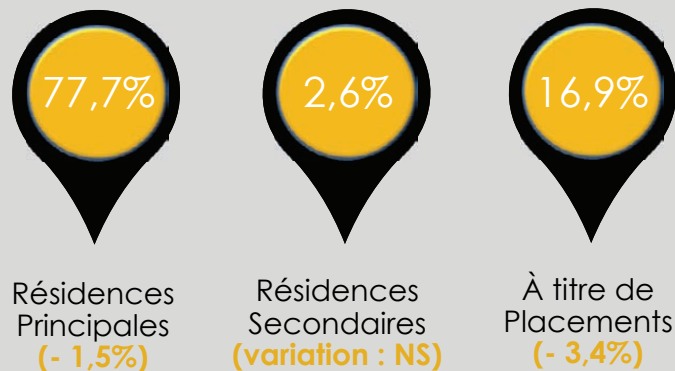 77,7%
2,6%
16,9%
Résidences
Principales
(- 1,5%)
Résidences
Secondaires
(variation : NS)
À titre de
Placements
(- 3,4%)